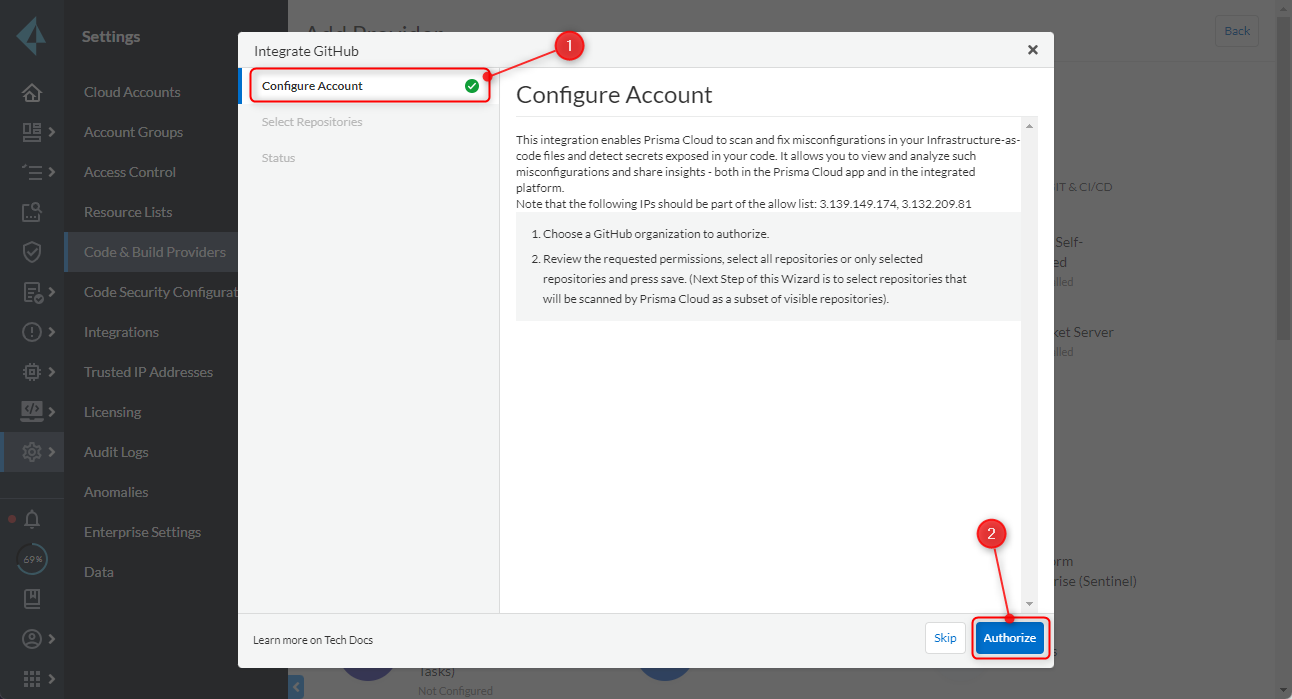 Settings
Cloud Accounts
Account Groups
Access Control
Resource Lists
Code & Build Providers
Code Security Configurat
Integrations
Trusted IP Addresses
Licensing
Audit Logs
Anomalies
Enterprise Settings
Data
69%
Add Provider
Back
Integrate GitHub
1
Configure Account
Select Repositories
Status
Configure Account
This integration enables Prisma Cloud to scan and fix misconfigurations in your Infrastructure-as-
code files and detect secrets exposed in your code. It allows you to view and analyze such
misconfigurations and share insights - both in the Prisma Cloud app and in the integrated
platform.
Note that the following IPs should be part of the allow list: 3.139.149.174, 3.132.209.81
1. Choose a GitHub organization to authorize.
2. Review the requested permissions, select all repositories or only selected
repositories and press save. (Next Step of this Wizard is to select repositories that
will be scanned by Prisma Cloud as a subset of visible repositories).
2
Learn more on Tech Docs
Skip
Authorize
IT & CI/CD
Self-
ed
lled
ket Server
lled
rm
rise (Sentinel)
s
Tasks)
Not Configured